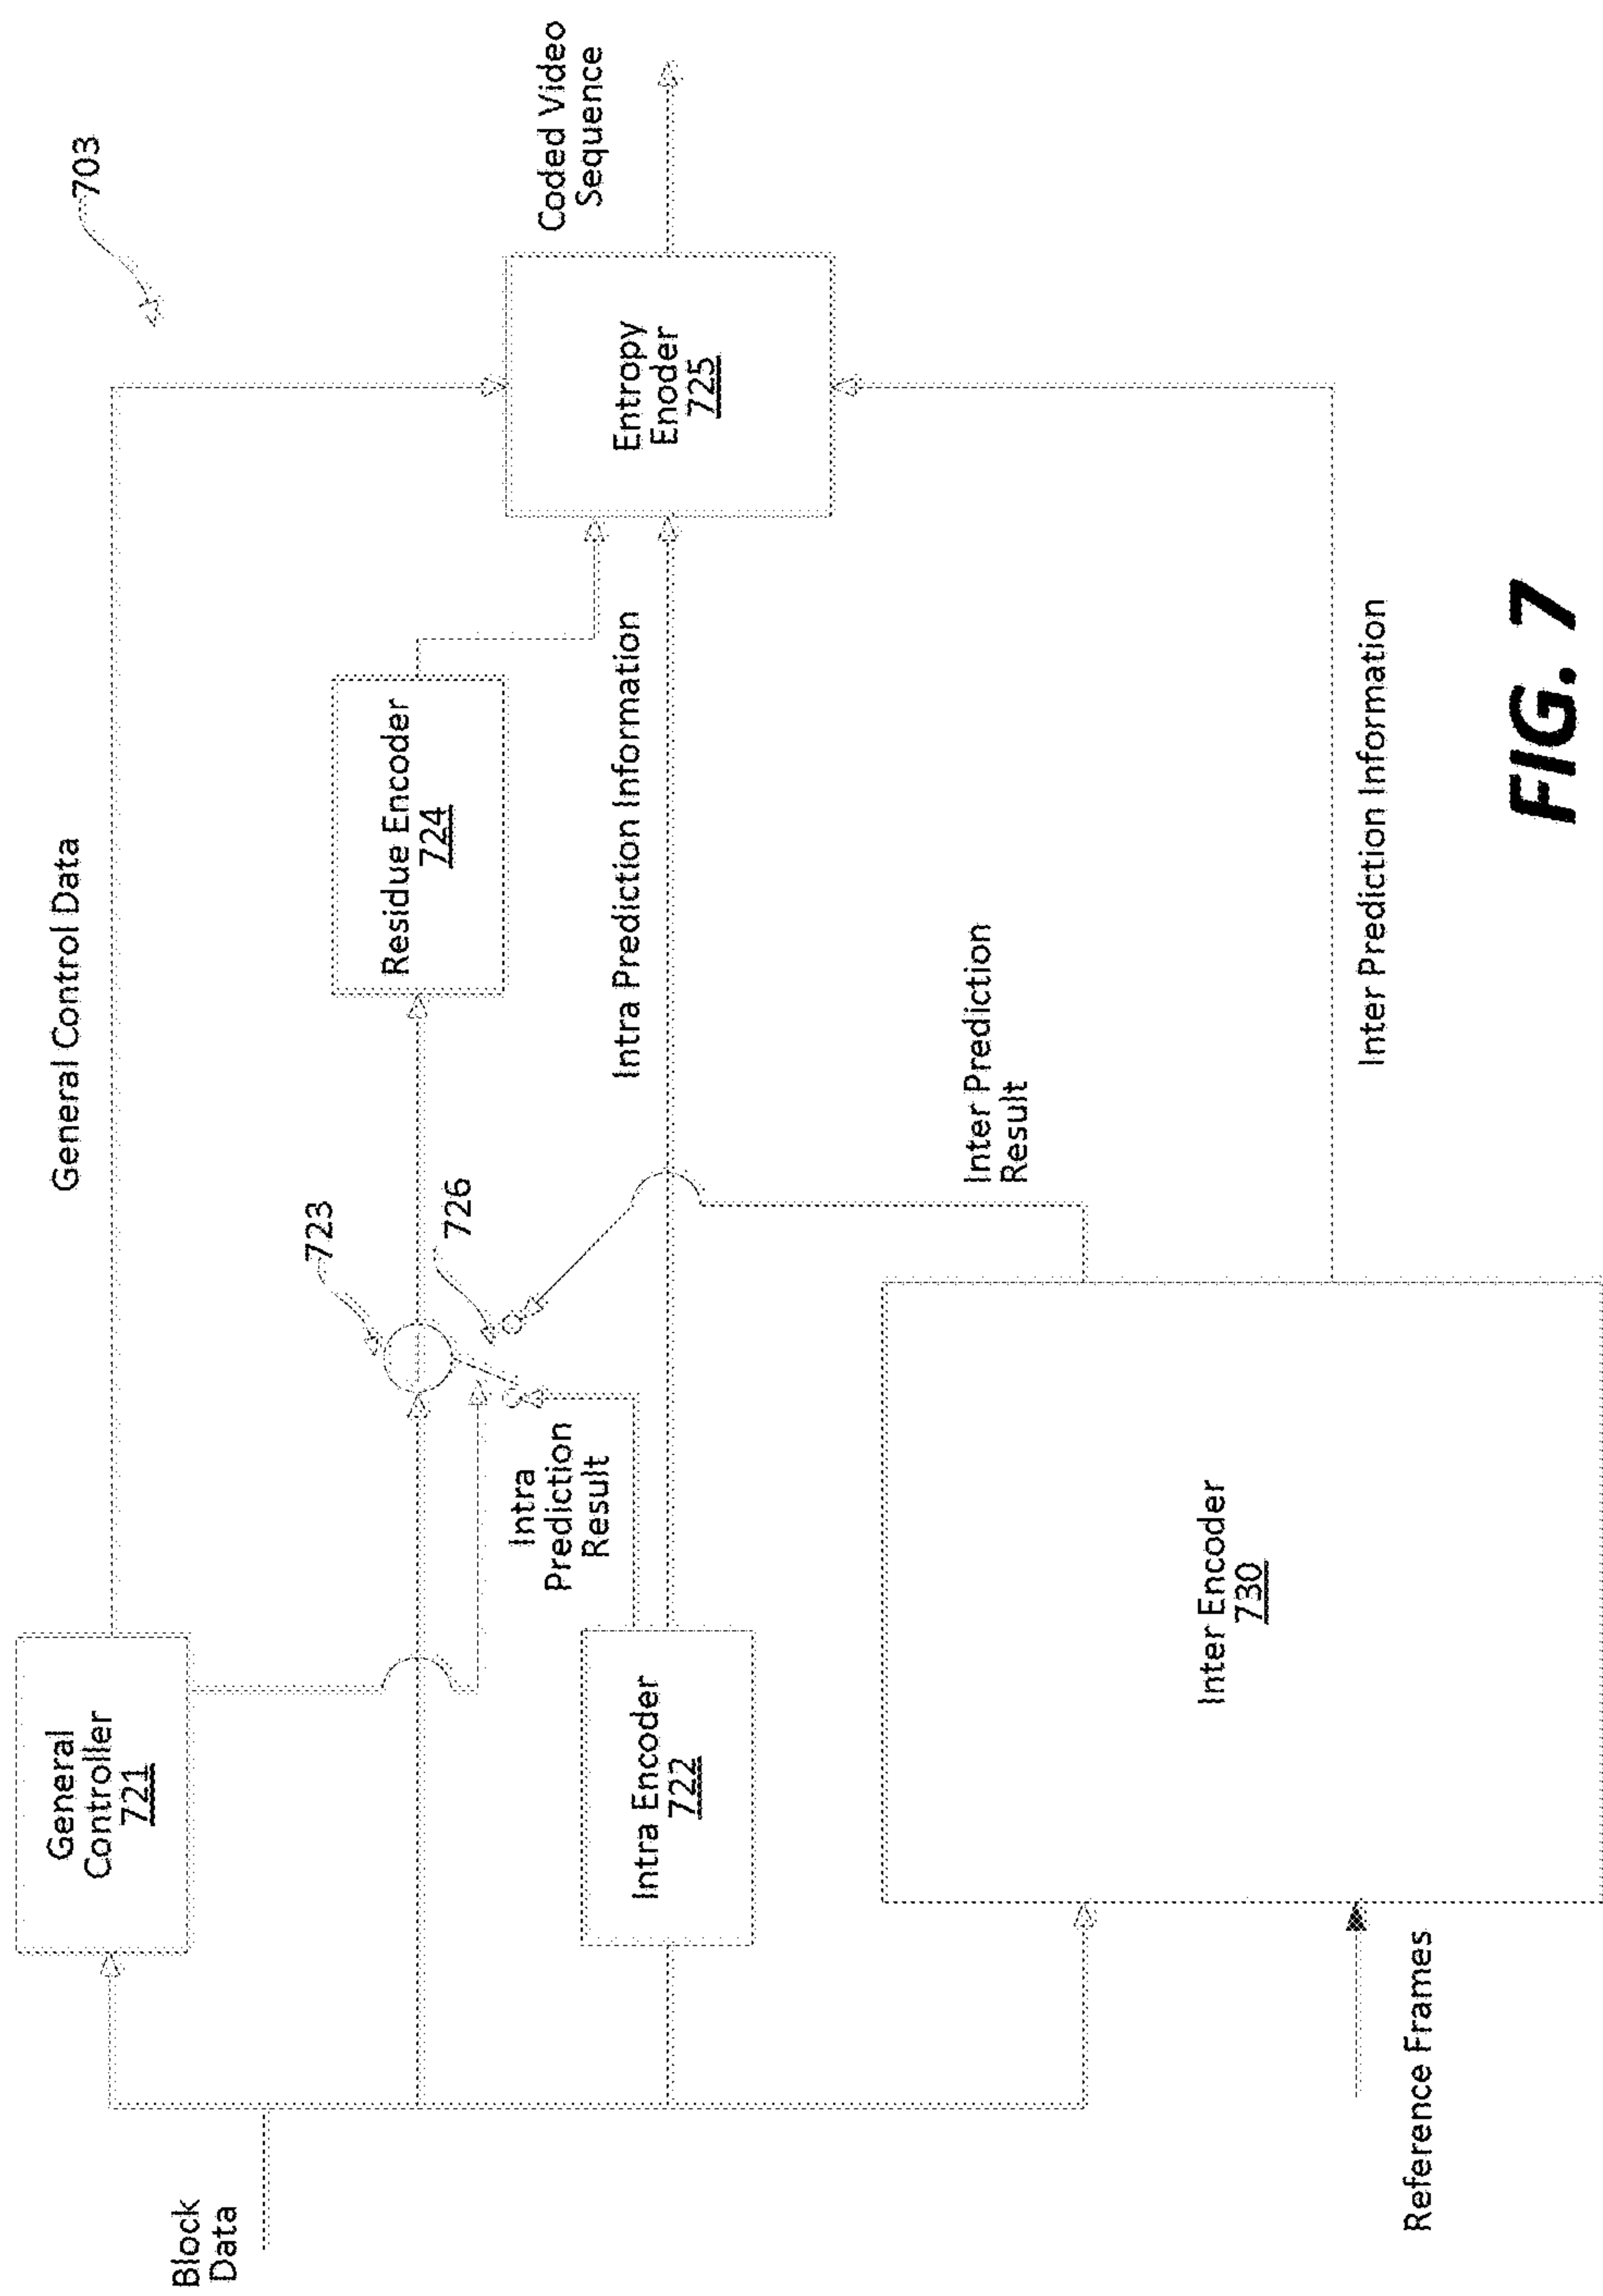 703
General Control Data
General
Controller
721
Block
Data
723
726
Residue Encoder
724
Coded Video
Sequence
Entropy
Enoder
725
Intra
Prediction
Result
Intra Prediction Information
Intra Encoder
722
Inter Prediction
Result
Inter Encoder
730
Reference Frames
Inter Prediction Information
FIG. 7